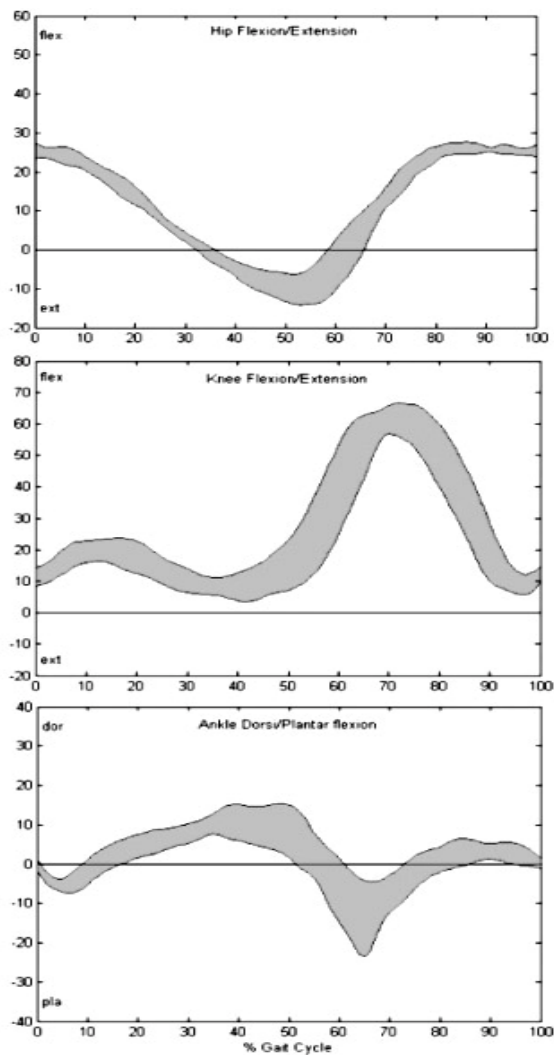 60
flex
Hip Flexion/Extension
50
40
30
20
10
0
-10
ext
-20
0 10 20 30 40 50 60 70 80 90 100
80
flex
Knee Flexion/Extension
70
60
50
40
30
20
10
0
-10
ext
-20
0 10 20 30 40 50 60 70 80 90 100
40
dor
Ankle Dorsi/Plantar flexion
30
20
10
0
-10
-20
-30
pla
-40
0 10 20 30 40 50 60 70 80 90 100
% Gait Cycle